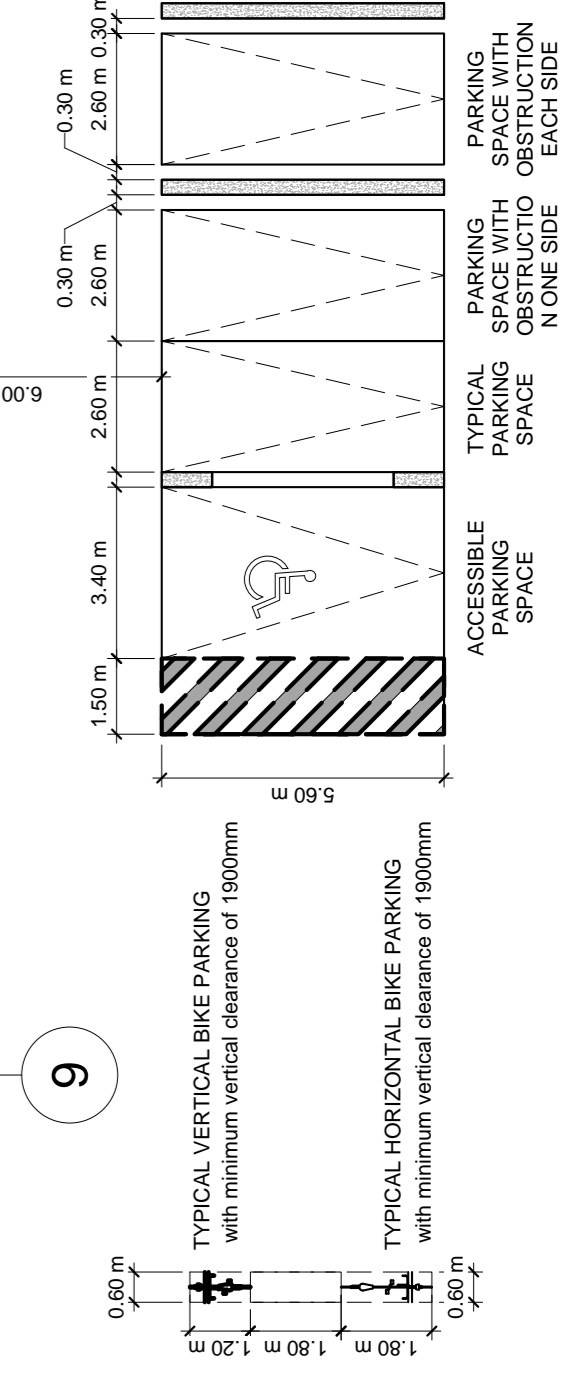 0.30 m
2.60 m
0.30 m
0.30 m
2.60 m
2.60 m
3.40 m
1.50 m
6.00
5.60 m
PARKING
SPACE WITH
OBSTRUCTION
EACH SIDE
PARKING
SPACE WITH
OBSTRUCTIO
N ONE SIDE
TYPICAL
PARKING
SPACE
ACCESSIBLE
PARKING
SPACE
TYPICAL VERTICAL BIKE PARKING
with minimum vertical clearance of 1900mm
TYPICAL HORIZONTAL BIKE PARKING
with minimum vertical clearance of 1900mm
0.60 m
1.20 m
1.80 m
1.80 m
0.60 m